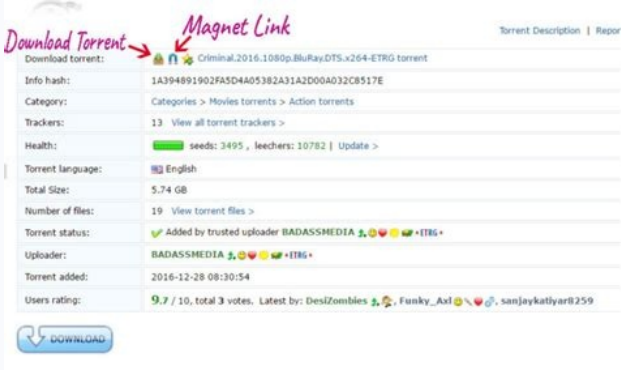 Magnet Link
Torrent Description | Repor
Download Torrent
Download torrent: Criminal.2016.1080p.BluRay.DTS.x264-ETRG torrent
Info hash: 1A394891902FA5D4A05382A31A2D00A032C8517E
Category: Categories > Movies torrents > Action torrents
Trackers: 13 View all torrent trackers >
Health: seeds: 3495 , leechers: 10782 | Update >
Torrent language: English
Total Size: 5.74 GB
Number of files: 19 View torrent files >
Torrent status: Added by trusted uploader BADASSMEDIA •ETRG•
Uploader: BADASSMEDIA •ETRG•
Torrent added: 2016-12-28 08:30:54
Users rating: 9.7 / 10, total 3 votes. Latest by: DesiZombies , Funky_Axl , sanjaykatiyar8259
DOWNLOAD